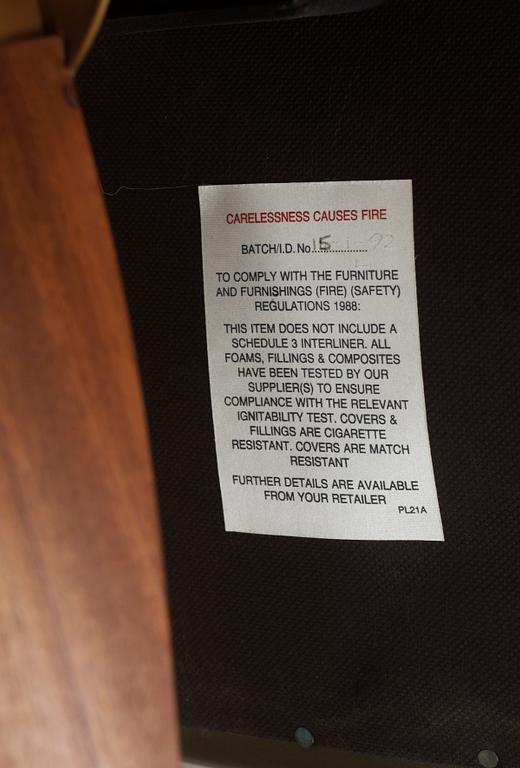 CARELESSNESS CAUSES FIRE
BATCH/I.D. No. 15
TO COMPLY WITH THE FURNITURE
AND FURNISHINGS (FIRE) (SAFETY)
REGULATIONS 1988:
THIS ITEM DOES NOT INCLUDE A
SCHEDULE 3 INTERLINER. ALL
FOAMS, FILLINGS & COMPOSITES
HAVE BEEN TESTED BY OUR
SUPPLIER(S) TO ENSURE
COMPLIANCE WITH THE RELEVANT
IGNITABILITY TEST. COVERS &
FILLINGS ARE CIGARETTE
RESISTANT. COVERS ARE MATCH
RESISTANT
FURTHER DETAILS ARE AVAILABLE
FROM YOUR RETAILER
PL21A